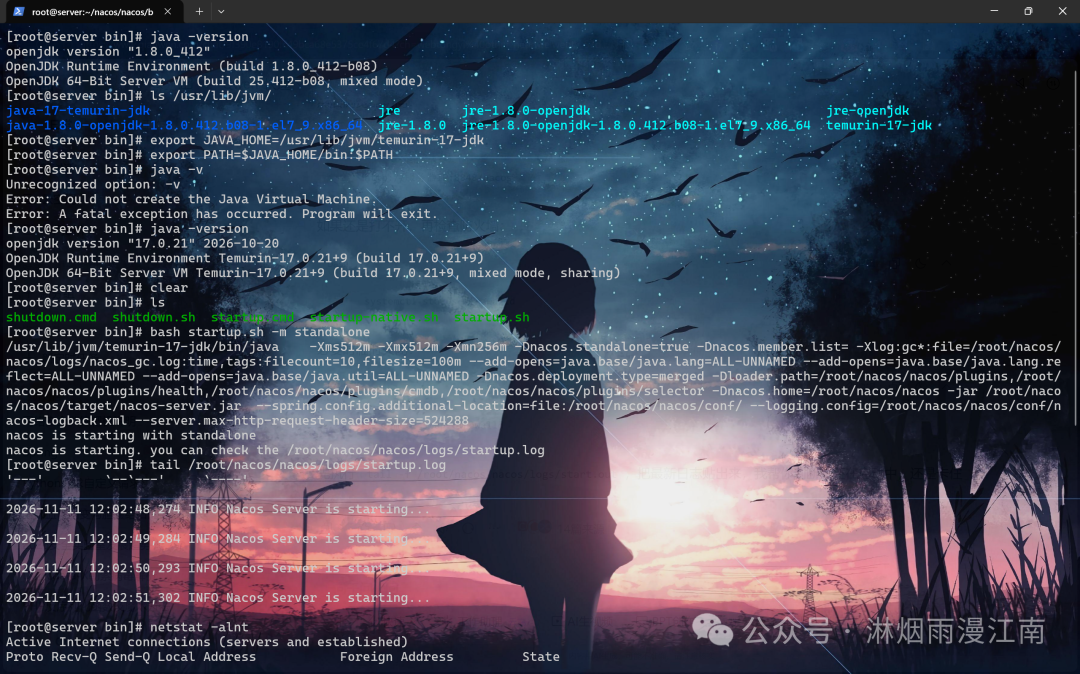 root@server:~/nacos/nacos/b
[root@server bin]# java -version
openjdk version "1.8.0_412"
OpenJDK Runtime Environment (build 1.8.0_412-b08)
OpenJDK 64-Bit Server VM (build 25.412-b08, mixed mode)
[root@server bin]# ls /usr/lib/jvm/
java-17-temurin-jdk jre jre-1.8.0-openjdk jre-openjdk
java-1.8.0-openjdk-1.8.0.412.b08-1.el7_9.x86_64 jre-1.8.0 jre-1.8.0-openjdk-1.8.0.412.b08-1.el7_9.x86_64 temurin-17-jdk
[root@server bin]# export JAVA_HOME=/usr/lib/jvm/temurin-17-jdk
[root@server bin]# export PATH=$JAVA_HOME/bin:$PATH
[root@server bin]# java -v
Unrecognized option: -v
Error: Could not create the Java Virtual Machine.
Error: A fatal exception has occurred. Program will exit.
[root@server bin]# java -version
openjdk version "17.0.21" 2026-10-20
OpenJDK Runtime Environment Temurin-17.0.21+9 (build 17.0.21+9)
OpenJDK 64-Bit Server VM Temurin-17.0.21+9 (build 17.0.21+9, mixed mode, sharing)
[root@server bin]# clear
[root@server bin]# ls
shutdown.cmd shutdown.sh startup.cmd startup-native.sh startup.sh
[root@server bin]# bash startup.sh -m standalone
/usr/lib/jvm/temurin-17-jdk/bin/java -Xms512m -Xmx512m -Xmn256m -Dnacos.standalone=true -Dnacos.member.list= -Xlog:gc*:file=/root/nacos/
nacos/logs/nacos_gc.log:time,tags:filecount=10,filesize=100m --add-opens=java.base/java.lang=ALL-UNNAMED --add-opens=java.base/java.lang.re
flect=ALL-UNNAMED --add-opens=java.base/java.util=ALL-UNNAMED -Dnacos.deployment.type=merged -Dloader.path=/root/nacos/nacos/plugins,/root/
nacos/nacos/plugins/health,/root/nacos/nacos/plugins/cmdb,/root/nacos/nacos/plugins/selector -Dnacos.home=/root/nacos/nacos -jar /root/naco
s/nacos/target/nacos-server.jar --spring.config.additional-location=file:/root/nacos/nacos/conf/ --logging.config=/root/nacos/nacos/conf/n
acos-logback.xml --server.max-http-request-header-size=524288
nacos is starting with standalone
nacos is starting. you can check the /root/nacos/nacos/logs/startup.log
[root@server bin]# tail /root/nacos/nacos/logs/startup.log
'---' `--`---' `----'
2026-11-11 12:02:48,274 INFO Nacos Server is starting...
2026-11-11 12:02:49,284 INFO Nacos Server is starting...
2026-11-11 12:02:50,293 INFO Nacos Server is starting...
2026-11-11 12:02:51,302 INFO Nacos Server is starting...
[root@server bin]# netstat -alnt
Active Internet connections (servers and established)
Proto Recv-Q Send-Q Local Address Foreign Address State
公众号·淋烟雨漫江南